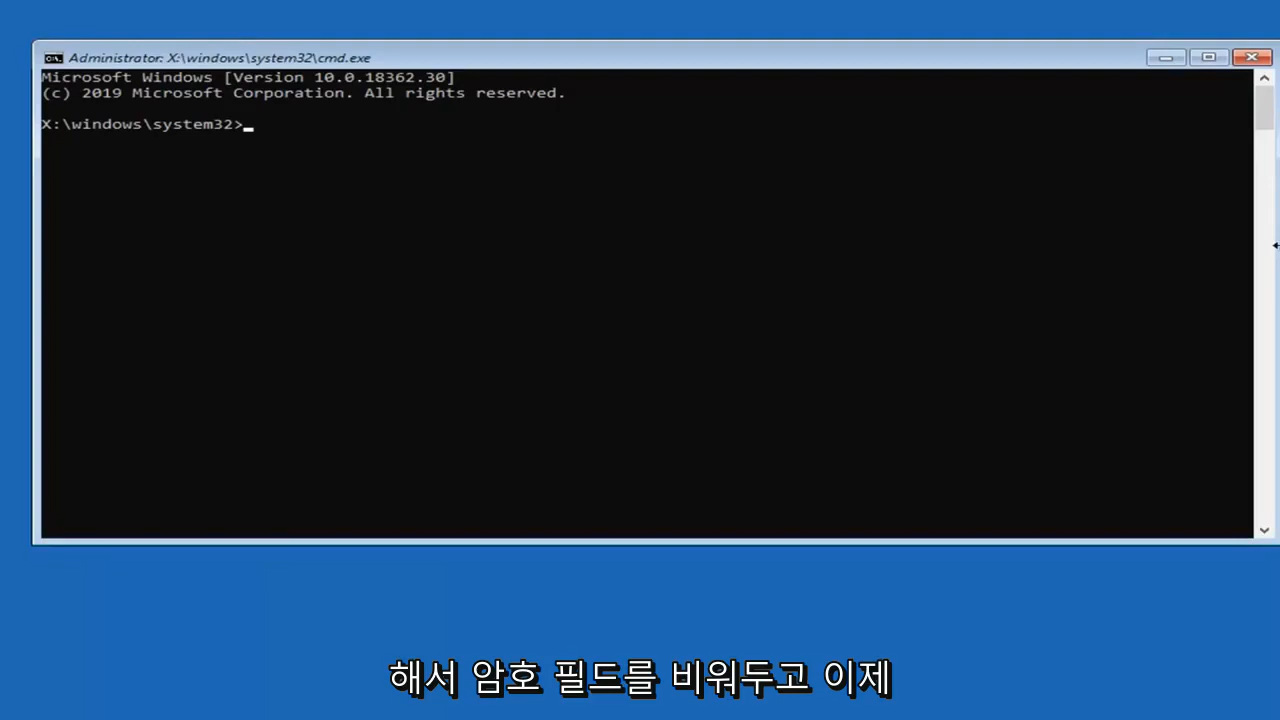 Administrator: X:\windows\system32\cmd.exe
Microsoft Windows [Version 10.0.18362.30]
(c) 2019 Microsoft Corporation. All rights reserved.
X:\windows\system32>
해서 암호 필드를 비워두고 이제